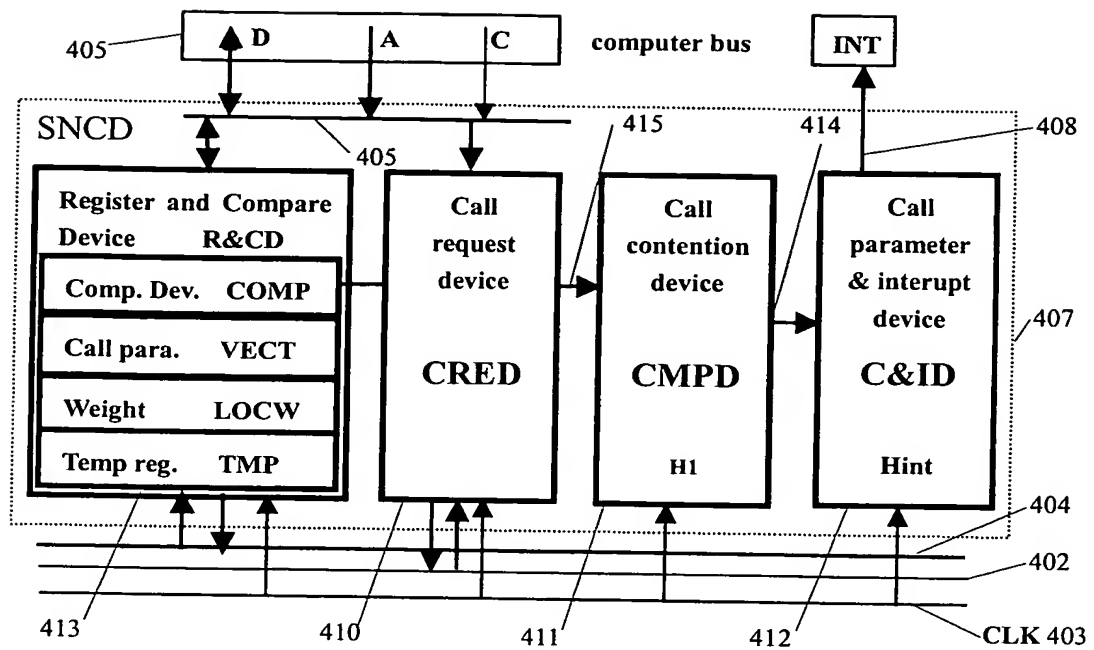 405
D A C
computer bus
INT
SNCD
405
415
414
408
Register and Compare
Device R&CD
Comp. Dev. COMP
Call para. VECT
Weight LOCW
Temp reg. TMP
Call
request
device
CRED
Call
contention
device
CMPD
H1
Call
parameter
& interupt
device
C&ID
Hint
407
404
402
413
410
411
412
CLK 403